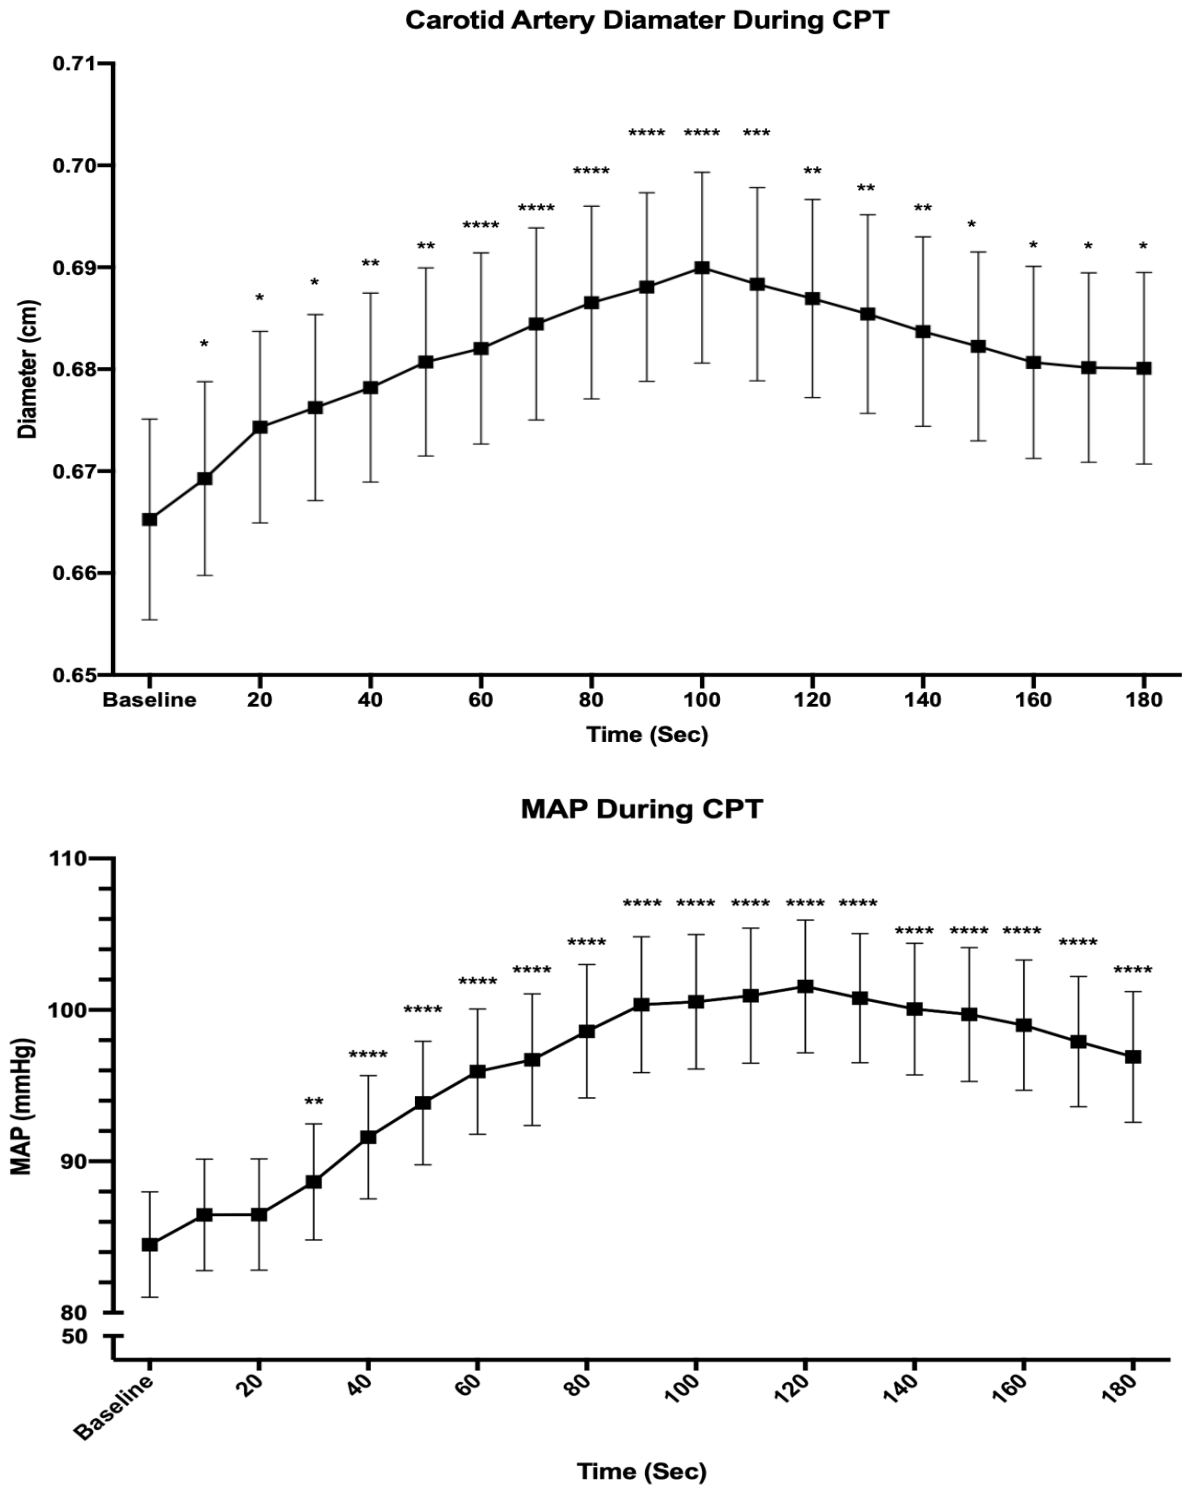 Carotid Artery Diamater During CPT
0.71
0.70
0.69
0.68
0.67
0.66
0.65
Diameter (cm)
* * * ** ** **** **** **** **** **** *** ** ** ** * * * *
Baseline 20 40 60 80 100 120 140 160 180
Time (Sec)
MAP During CPT
110
100
90
80
50
MAP (mmHg)
** **** **** **** **** **** **** **** **** **** **** **** **** **** **** ****
Baseline 20 40 60 80 100 120 140 160 180
Time (Sec)